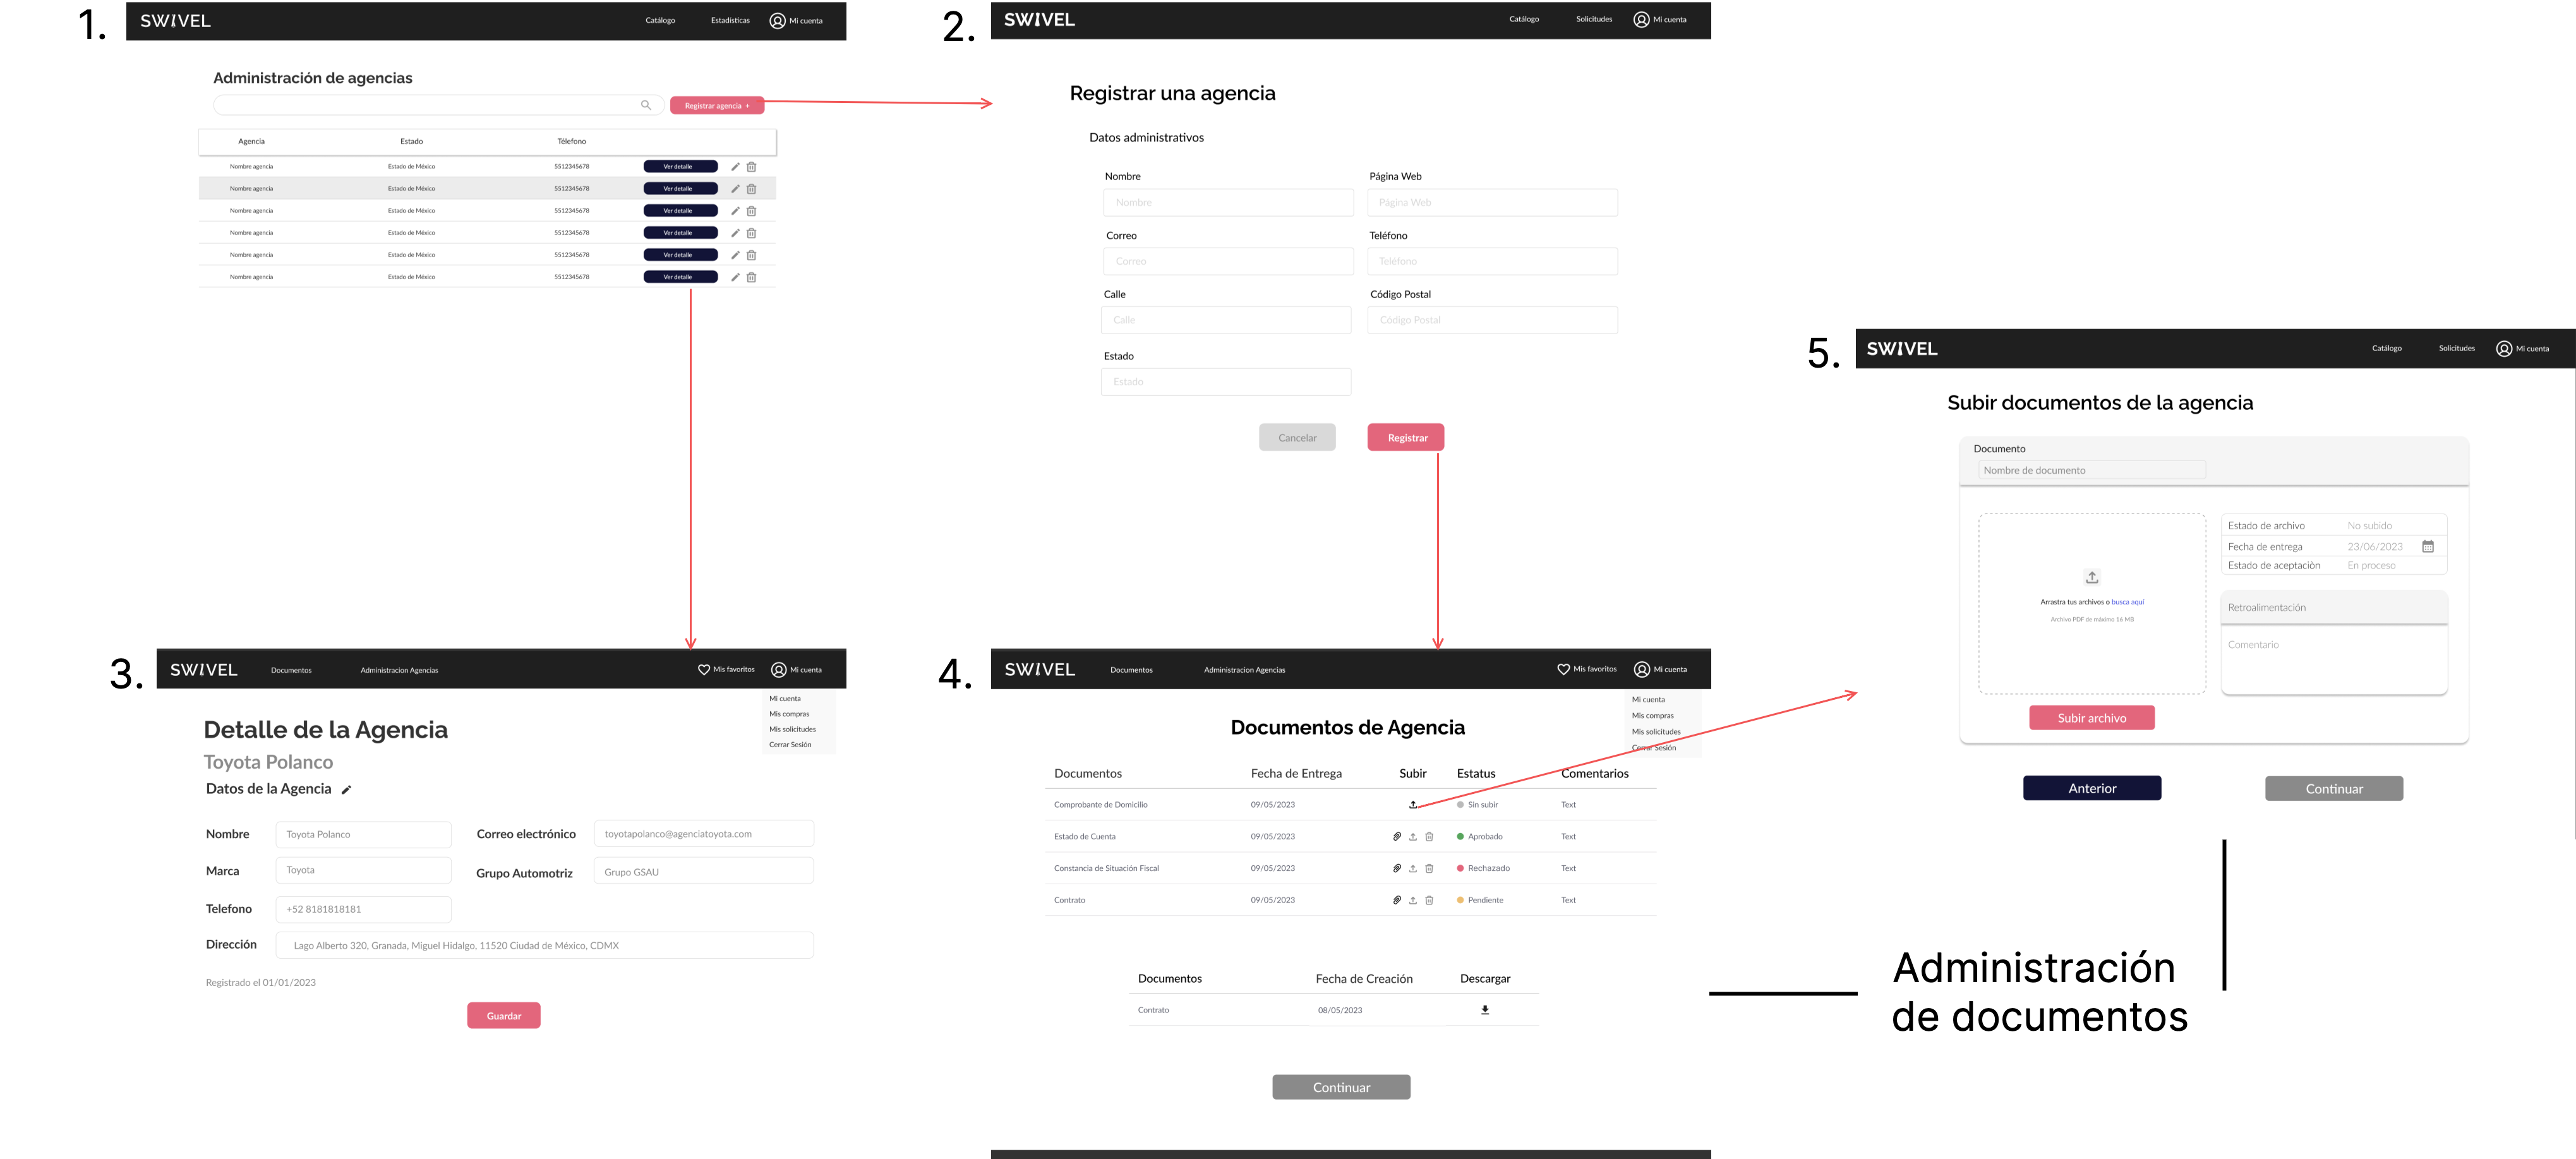 1.
SWIVEL
Catálogo
Estadísticas
Mi cuenta
Administración de agencias
Registrar agencia +
Agencia
Estado
Télefono
Nombre agencia
Estado de México
5512345678
Ver detalle
Nombre agencia
Estado de México
5512345678
Ver detalle
Nombre agencia
Estado de México
5512345678
Ver detalle
Nombre agencia
Estado de México
5512345678
Ver detalle
Nombre agencia
Estado de México
5512345678
Ver detalle
Nombre agencia
Estado de México
5512345678
Ver detalle
2.
SWIVEL
Catálogo
Solicitudes
Mi cuenta
Registrar una agencia
Datos administrativos
Nombre
Nombre
Página Web
Página Web
Correo
Correo
Teléfono
Teléfono
Calle
Calle
Código Postal
Código Postal
Estado
Estado
Cancelar
Registrar
3.
SWIVEL
Documentos
Administracion Agencias
Mis favoritos
Mi cuenta
Mi cuenta
Mis compras
Mis solicitudes
Cerrar Sesión
Detalle de la Agencia
Toyota Polanco
Datos de la Agencia
Nombre
Toyota Polanco
Correo electrónico
toyotapolanco@agenciatoyota.com
Marca
Toyota
Grupo Automotriz
Grupo GSAU
Telefono
+52 8181818181
Dirección
Lago Alberto 320, Granada, Miguel Hidalgo, 11520 Ciudad de México, CDMX
Registrado el 01/01/2023
Guardar
4.
SWIVEL
Documentos
Administracion Agencias
Mis favoritos
Mi cuenta
Mi cuenta
Mis compras
Mis solicitudes
Cerrar Sesión
Documentos de Agencia
Documentos
Fecha de Entrega
Subir
Estatus
Comentarios
Comprobante de Domicilio
09/05/2023
Sin subir
Text
Estado de Cuenta
09/05/2023
Aprobado
Text
Constancia de Situación Fiscal
09/05/2023
Rechazado
Text
Contrato
09/05/2023
Pendiente
Text
Documentos
Fecha de Creación
Descargar
Contrato
08/05/2023
Continuar
5.
SWIVEL
Catálogo
Solicitudes
Mi cuenta
Subir documentos de la agencia
Documento
Nombre de documento
Arrastra tus archivos o busca aquí
Archivo PDF de máximo 16 MB
Estado de archivo
No subido
Fecha de entrega
23/06/2023
Estado de aceptación
En proceso
Retroalimentación
Comentario
Subir archivo
Anterior
Continuar
Administración
de documentos